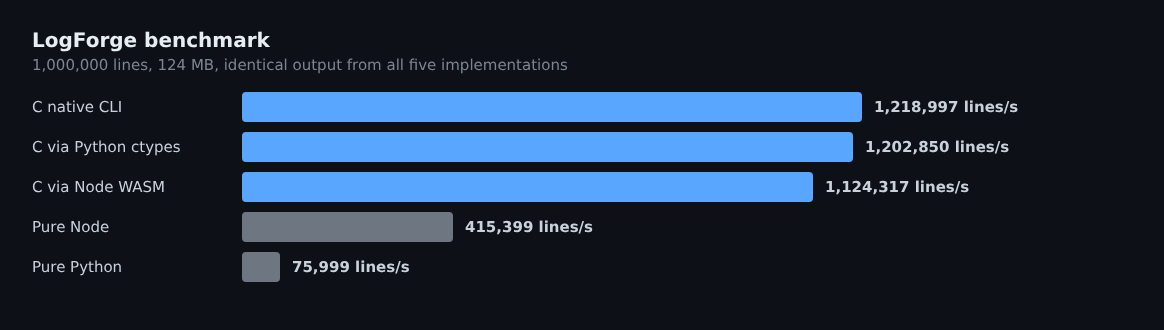 LogForge benchmark
1,000,000 lines, 124 MB, identical output from all five implementations
C native CLI 1,218,997 lines/s
C via Python ctypes 1,202,850 lines/s
C via Node WASM 1,124,317 lines/s
Pure Node 415,399 lines/s
Pure Python 75,999 lines/s